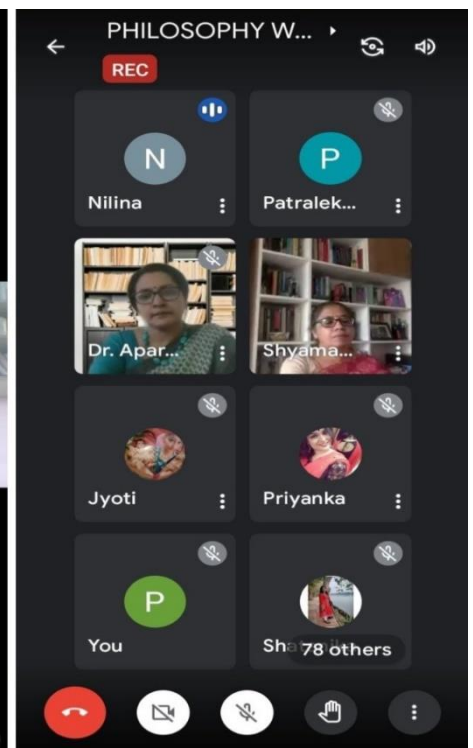 PHILOSOPHY W...
REC
N
P
Nilina
Patralek...
Dr. Apar...
Shyama...
Jyoti
Priyanka
P
You
78 others